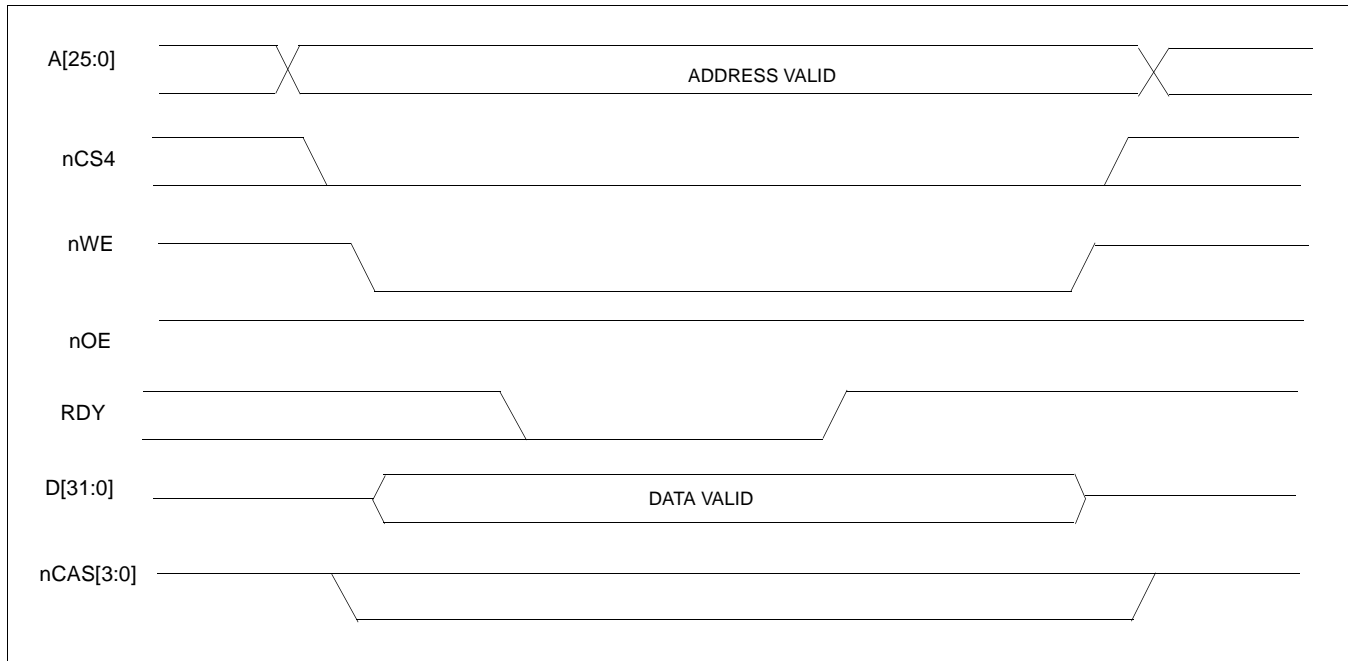 A[25:0]
ADDRESS VALID
nCS4
nWE
nOE
RDY
D[31:0]
DATA VALID
nCAS[3:0]